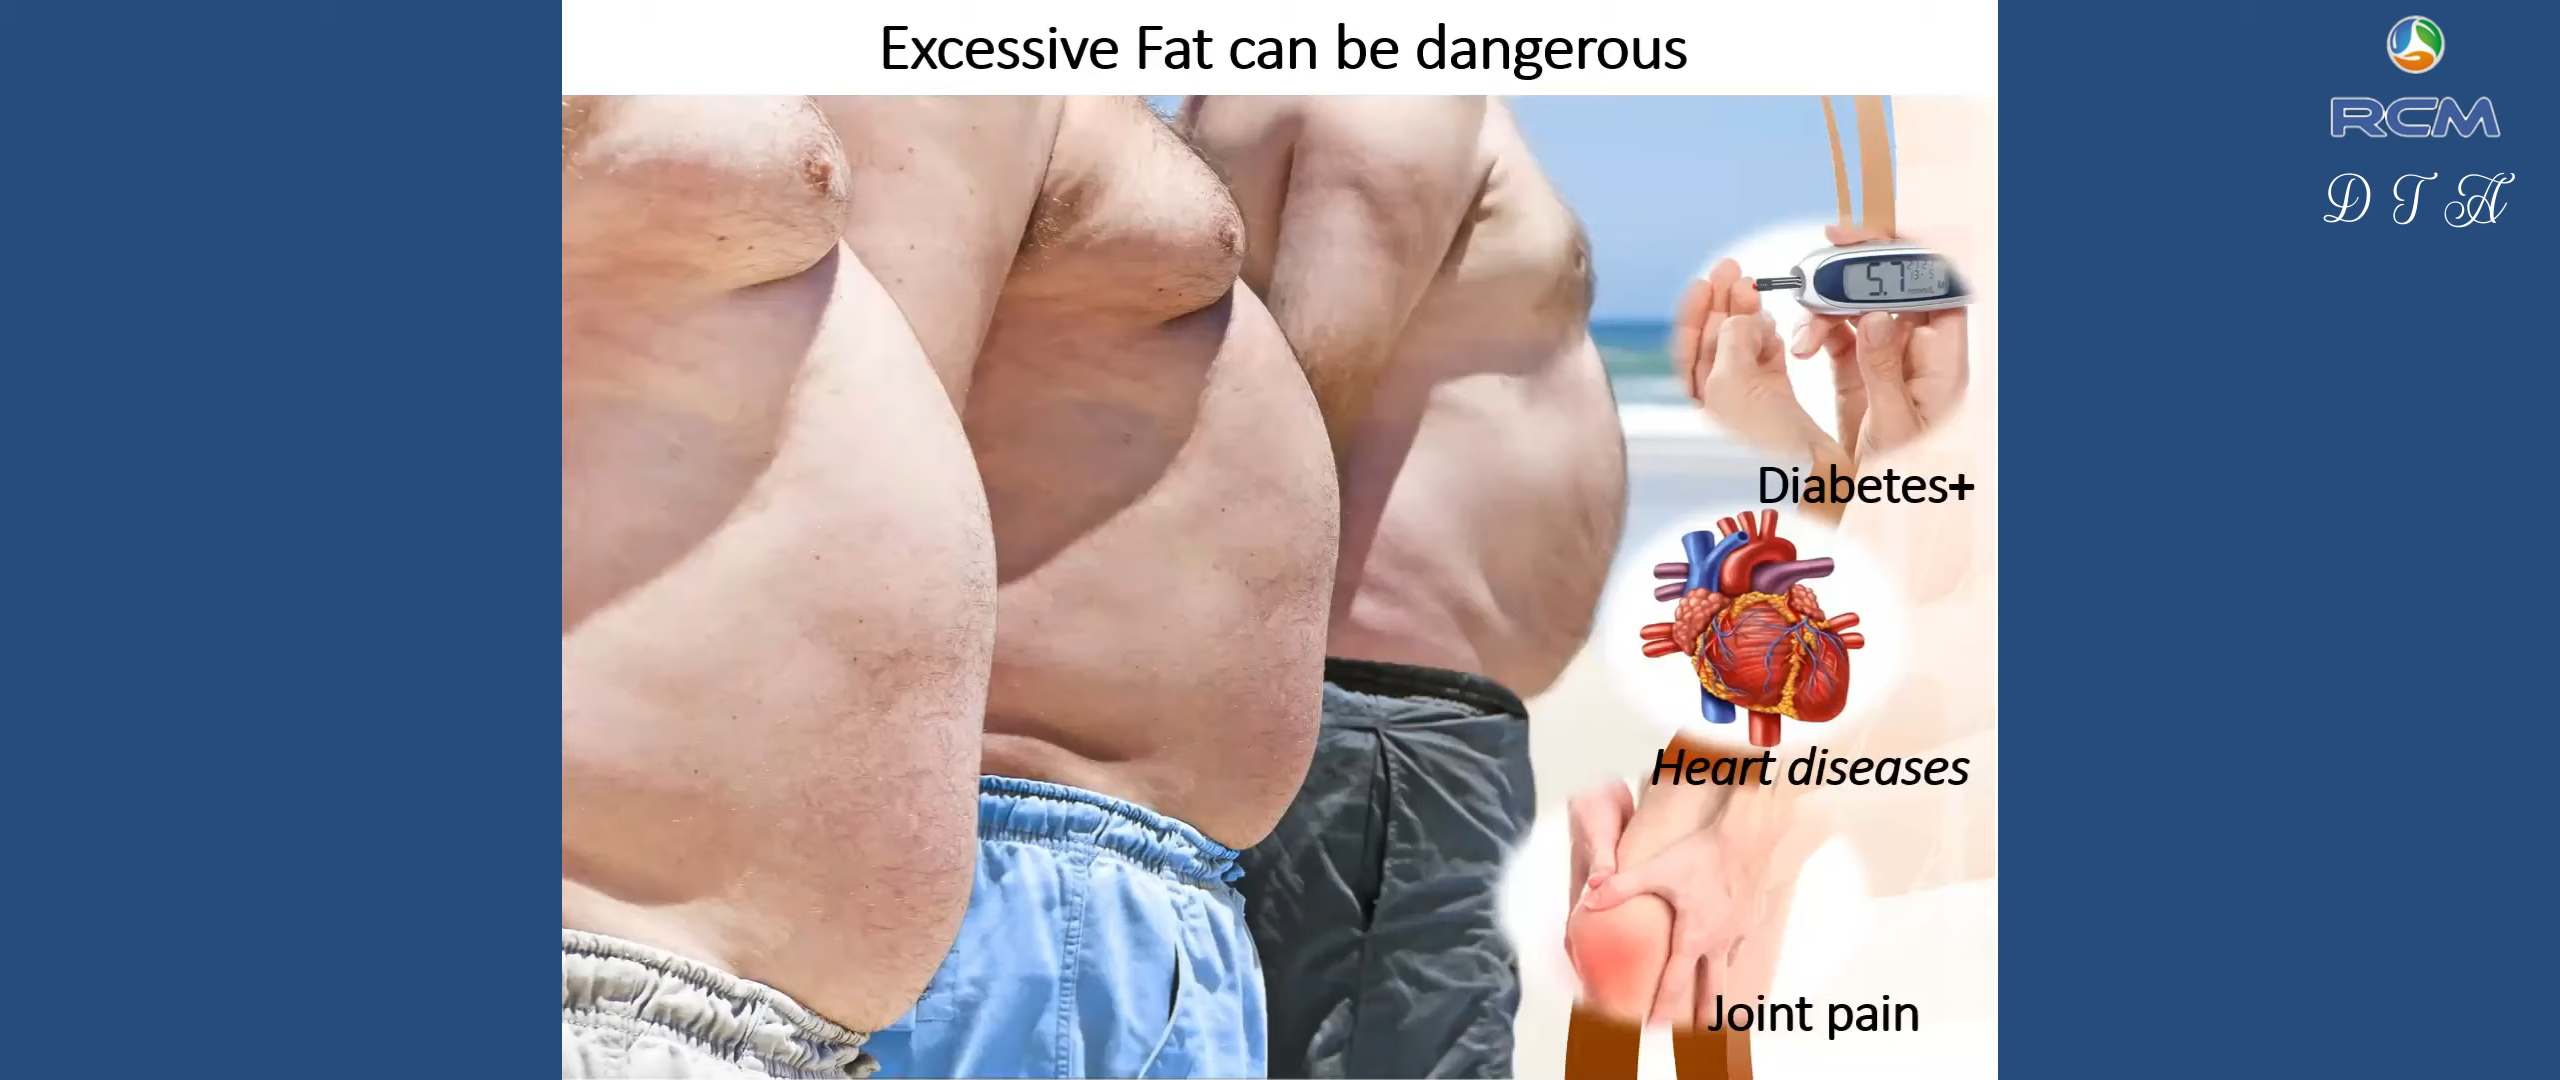 Excessive Fat can be dangerous
RCM
D T A
5.7
Diabetes+
Heart diseases
Joint pain